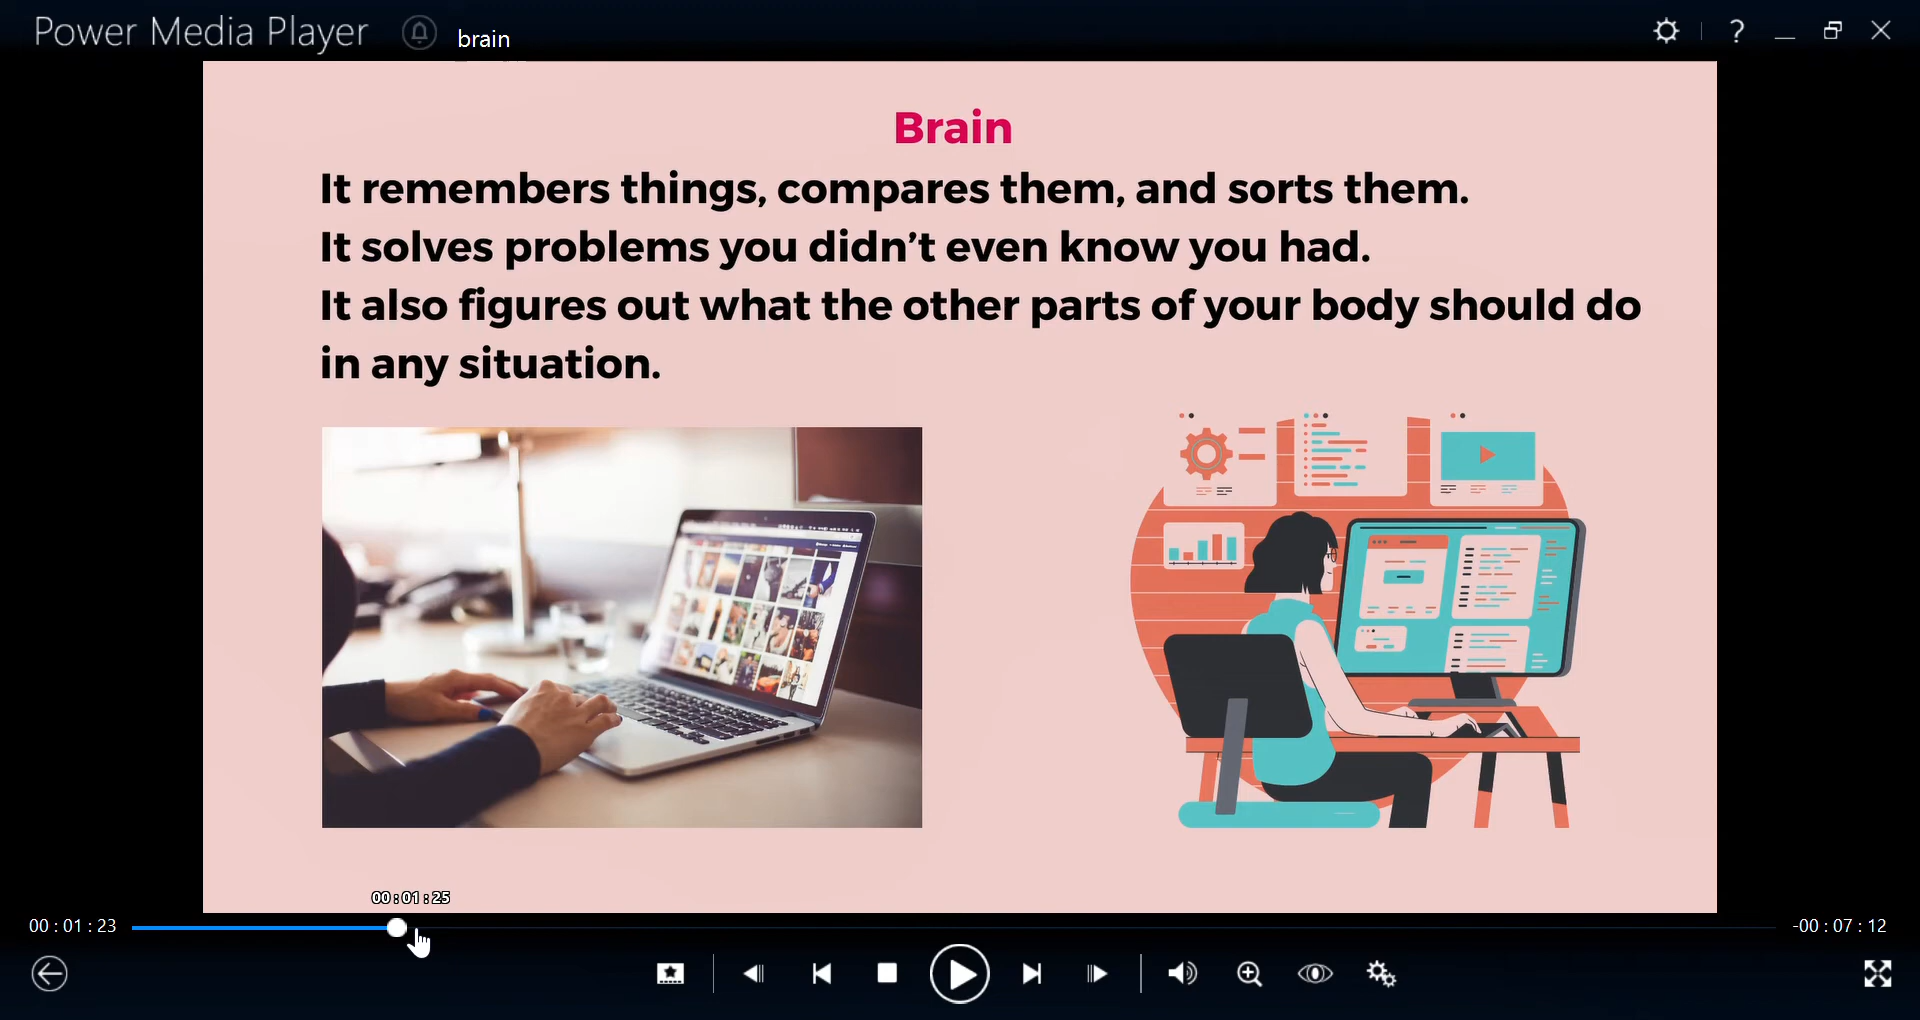 Power Media Player
brain
?
Brain
It remembers things, compares them, and sorts them.
It solves problems you didn't even know you had.
It also figures out what the other parts of your body should do
in any situation.
00:01:25
00 : 01 : 23
-00 : 07 : 12